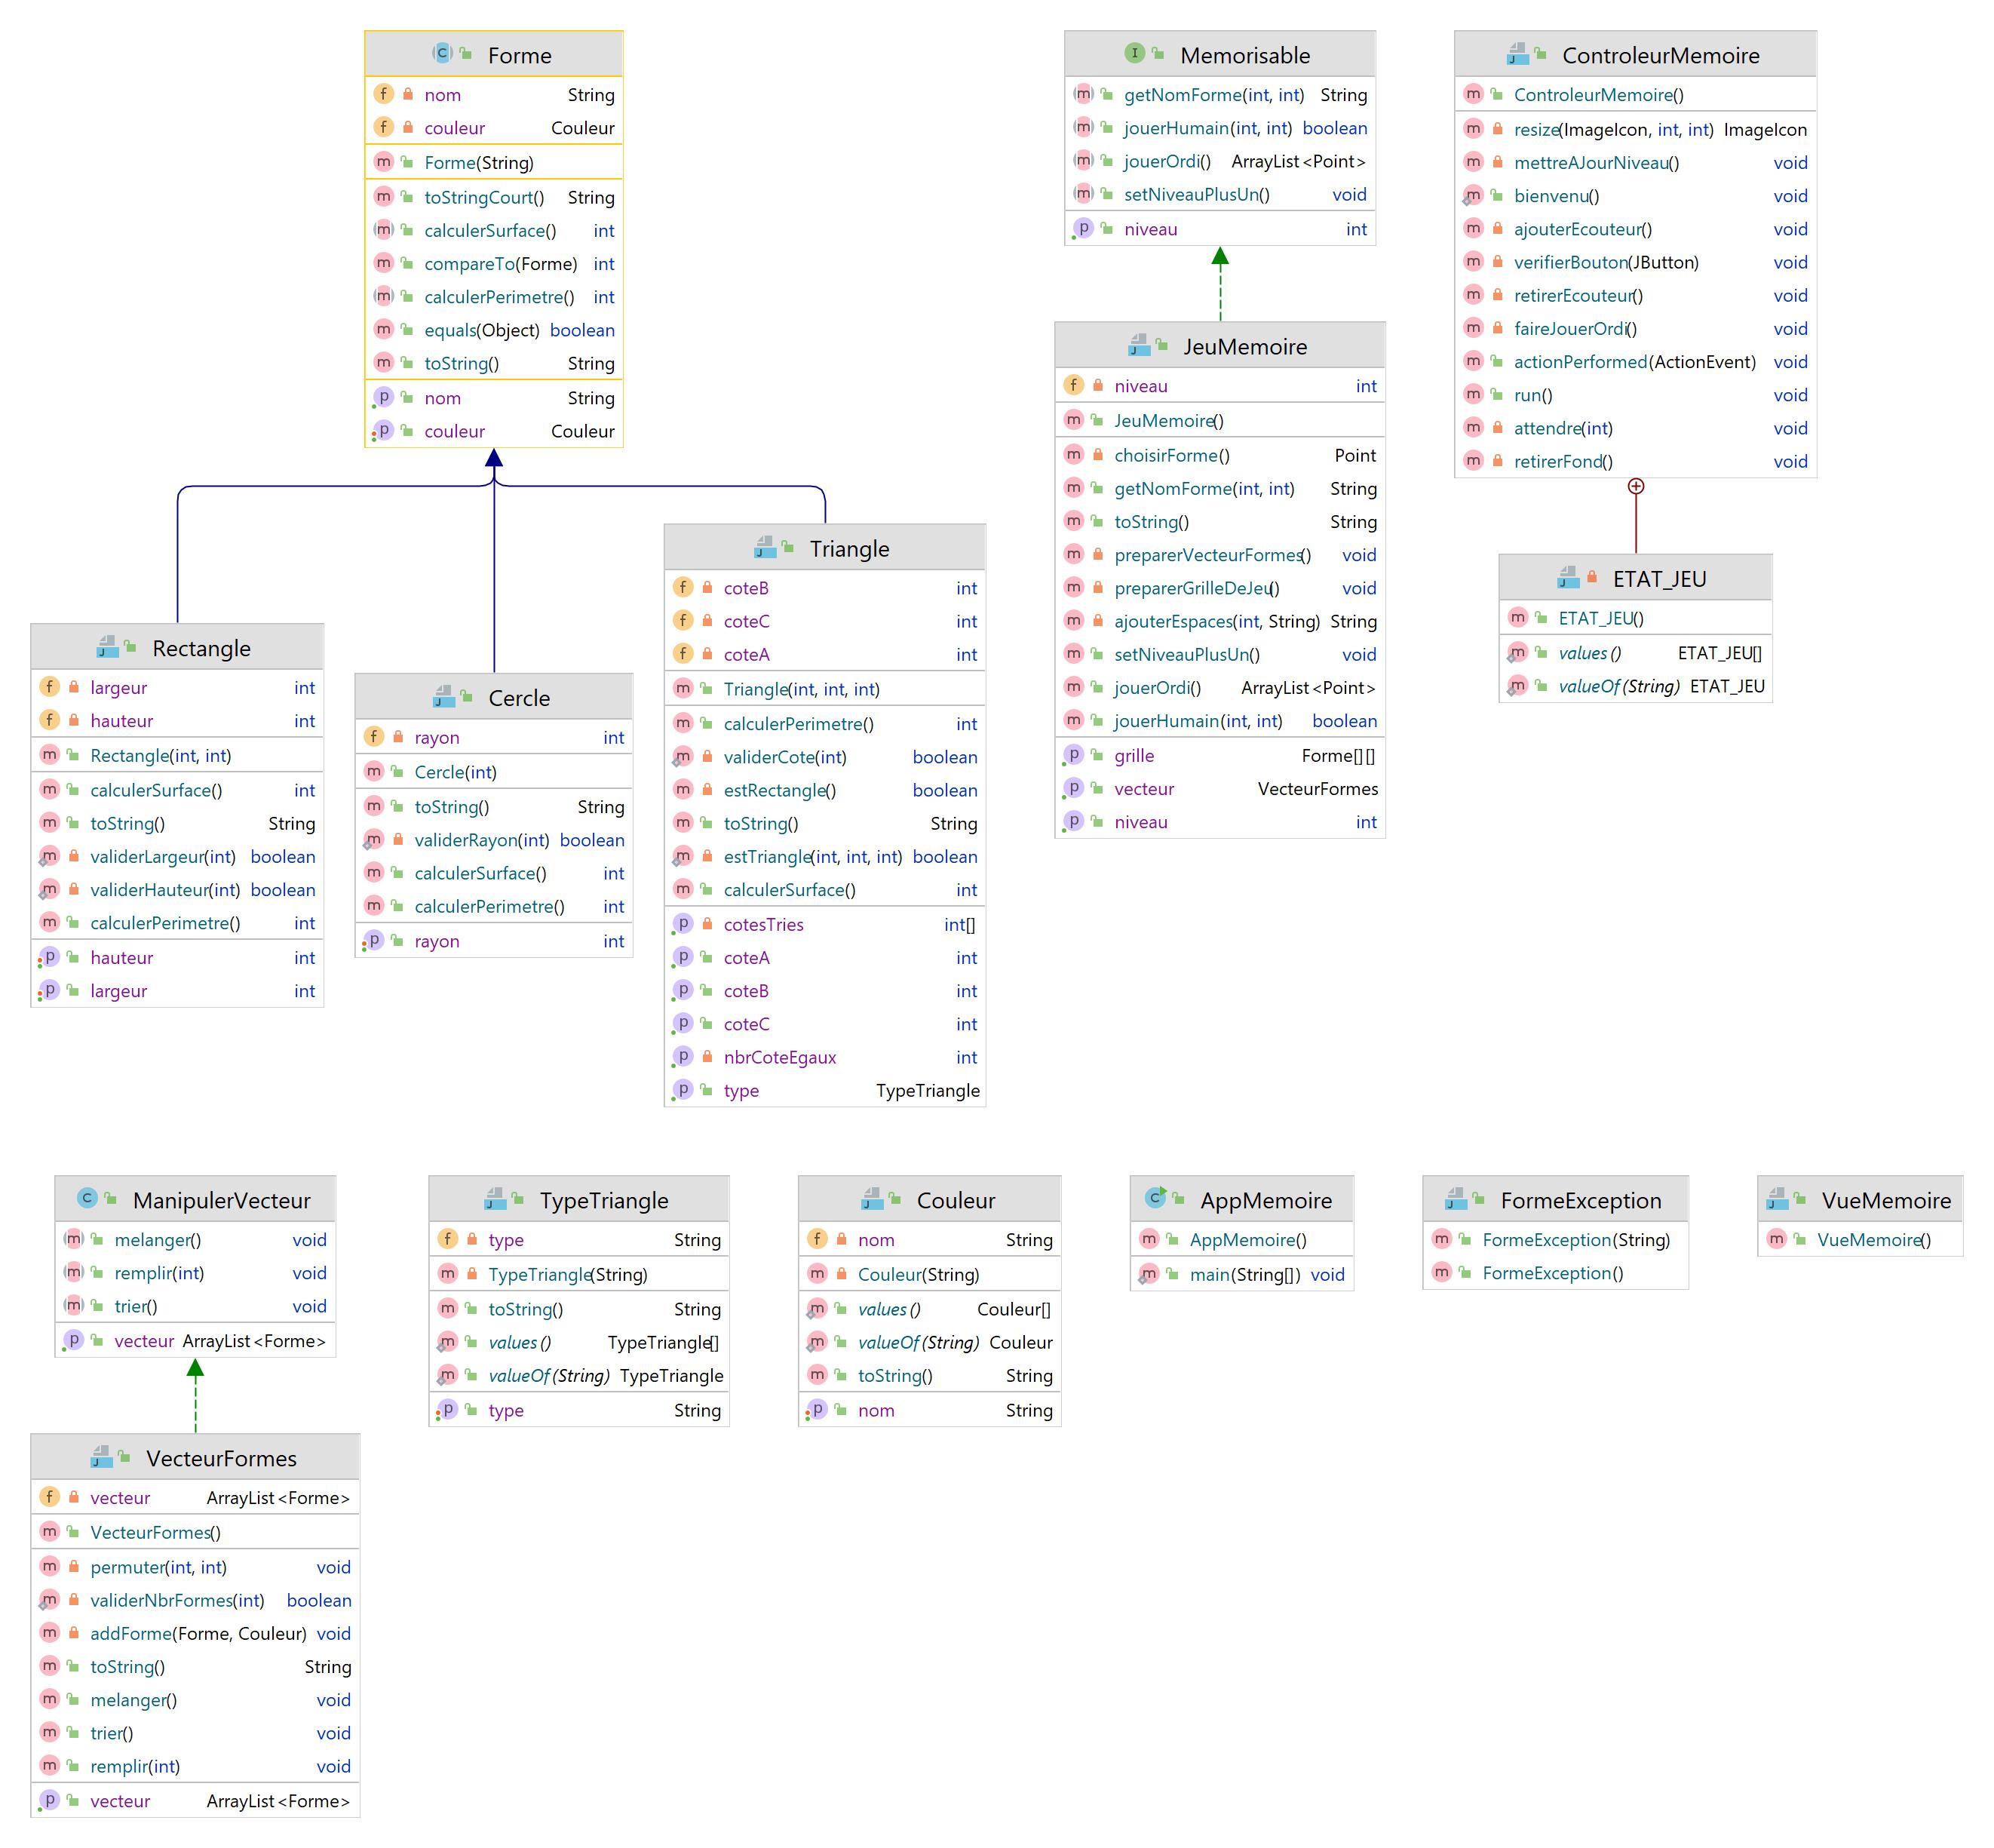 Forme
nom String
couleur Couleur
Forme(String)
toStringCourt() String
calculerSurface() int
compareTo(Forme) int
calculerPerimetre() int
equals(Object) boolean
toString() String
nom String
couleur Couleur
Memorisable
getNomForme(int, int) String
jouerHumain(int, int) boolean
jouerOrdi() ArrayList<Point>
setNiveauPlusUn() void
niveau int
ControleurMemoire
ControleurMemoire()
resize(ImageIcon, int, int) ImageIcon
mettreAJourNiveau() void
bienvenu() void
ajouterEcouteur() void
verifierBouton(JButton) void
retirerEcouteur() void
faireJouerOrdi() void
actionPerformed(ActionEvent) void
run() void
attendre(int) void
retirerFond() void
JeuMemoire
niveau int
JeuMemoire()
choisirForme() Point
getNomForme(int, int) String
toString() String
preparerVecteurFormes() void
preparerGrilleDeJeu() void
ajouterEspaces(int, String) String
setNiveauPlusUn() void
jouerOrdi() ArrayList<Point>
jouerHumain(int, int) boolean
grille Forme[][]
vecteur VecteurFormes
niveau int
ETAT_JEU
ETAT_JEU()
values() ETAT_JEU[]
valueOf(String) ETAT_JEU
Rectangle
largeur int
hauteur int
Rectangle(int, int)
calculerSurface() int
toString() String
validerLargeur(int) boolean
validerHauteur(int) boolean
calculerPerimetre() int
hauteur int
largeur int
Cercle
rayon int
Cercle(int)
toString() String
validerRayon(int) boolean
calculerSurface() int
calculerPerimetre() int
rayon int
Triangle
coteB int
coteC int
coteA int
Triangle(int, int, int)
calculerPerimetre() int
validerCote(int) boolean
estRectangle() boolean
toString() String
estTriangle(int, int, int) boolean
calculerSurface() int
cotesTries int[]
coteA int
coteB int
coteC int
nbrCoteEgaux int
type TypeTriangle
ManipulerVecteur
melanger() void
remplir(int) void
trier() void
vecteur ArrayList<Forme>
TypeTriangle
type String
TypeTriangle(String)
toString() String
values() TypeTriangle[]
valueOf(String) TypeTriangle
type String
Couleur
nom String
Couleur(String)
values() Couleur[]
valueOf(String) Couleur
toString() String
nom String
AppMemoire
AppMemoire()
main(String[]) void
FormeException
FormeException(String)
FormeException()
VueMemoire
VueMemoire()
VecteurFormes
vecteur ArrayList<Forme>
VecteurFormes()
permuter(int, int) void
validerNbrFormes(int) boolean
addForme(Forme, Couleur) void
toString() String
melanger() void
trier() void
remplir(int) void
vecteur ArrayList<Forme>